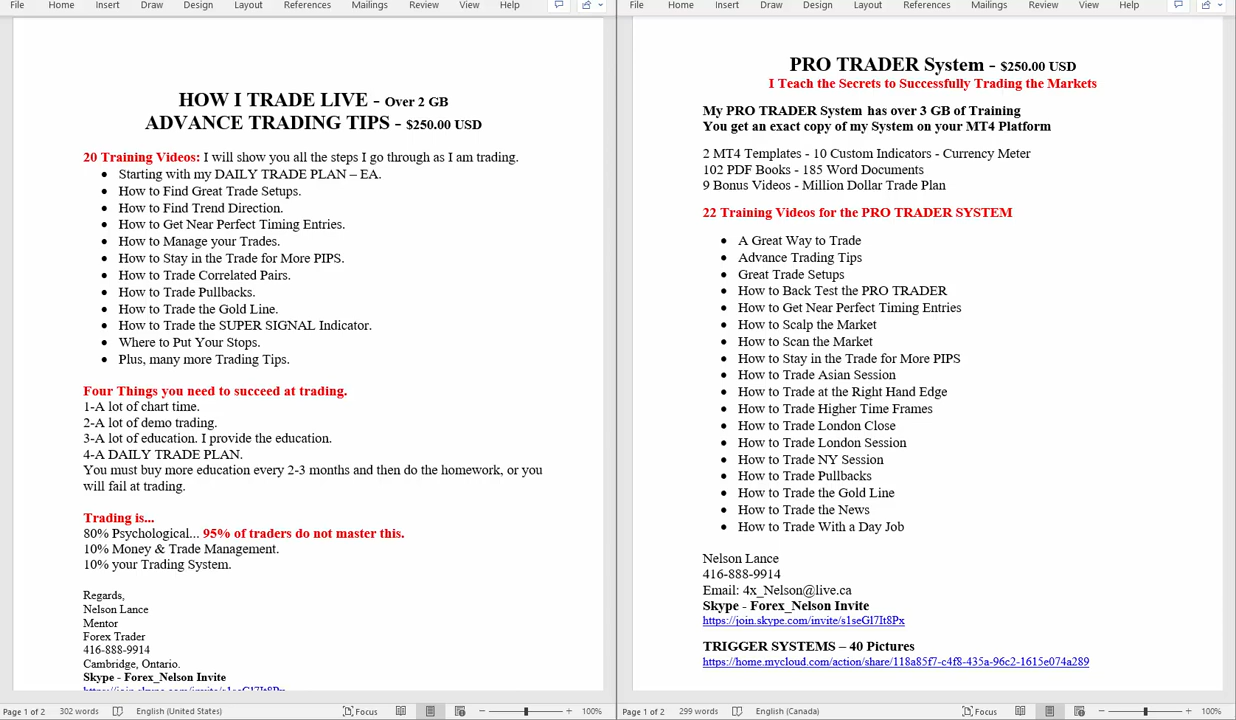 File Home Insert Draw Design Layout References Mailings Review View Help
HOW I TRADE LIVE - Over 2 GB
ADVANCE TRADING TIPS - $250.00 USD
20 Training Videos: I will show you all the steps I go through as I am trading.
• Starting with my DAILY TRADE PLAN – EA.
• How to Find Great Trade Setups.
• How to Find Trend Direction.
• How to Get Near Perfect Timing Entries.
• How to Manage your Trades.
• How to Stay in the Trade for More PIPS.
• How to Trade Correlated Pairs.
• How to Trade Pullbacks.
• How to Trade the Gold Line.
• How to Trade the SUPER SIGNAL Indicator.
• Where to Put Your Stops.
• Plus, many more Trading Tips.
Four Things you need to succeed at trading.
1-A lot of chart time.
2-A lot of demo trading.
3-A lot of education. I provide the education.
4-A DAILY TRADE PLAN.
You must buy more education every 2-3 months and then do the homework, or you
will fail at trading.
Trading is...
80% Psychological... 95% of traders do not master this.
10% Money & Trade Management.
10% your Trading System.
Regards,
Nelson Lance
Mentor
Forex Trader
416-888-9914
Cambridge, Ontario.
Skype - Forex_Nelson Invite
https://join.skype.com/invite/s1seGl7It8Px
Page 1 of 2 302 words English (United States) Focus 100%
File Home Insert Draw Design Layout References Mailings Review View Help
PRO TRADER System - $250.00 USD
I Teach the Secrets to Successfully Trading the Markets
My PRO TRADER System has over 3 GB of Training
You get an exact copy of my System on your MT4 Platform
2 MT4 Templates - 10 Custom Indicators - Currency Meter
102 PDF Books - 185 Word Documents
9 Bonus Videos - Million Dollar Trade Plan
22 Training Videos for the PRO TRADER SYSTEM
• A Great Way to Trade
• Advance Trading Tips
• Great Trade Setups
• How to Back Test the PRO TRADER
• How to Get Near Perfect Timing Entries
• How to Scalp the Market
• How to Scan the Market
• How to Stay in the Trade for More PIPS
• How to Trade Asian Session
• How to Trade at the Right Hand Edge
• How to Trade Higher Time Frames
• How to Trade London Close
• How to Trade London Session
• How to Trade NY Session
• How to Trade Pullbacks
• How to Trade the Gold Line
• How to Trade the News
• How to Trade With a Day Job
Nelson Lance
416-888-9914
Email: 4x_Nelson@live.ca
Skype - Forex_Nelson Invite
https://join.skype.com/invite/s1seGl7It8Px
TRIGGER SYSTEMS – 40 Pictures
https://home.mycloud.com/action/share/118a85f7-c4f8-435a-96c2-1615e074a289
Page 1 of 2 299 words English (Canada) Focus 100%